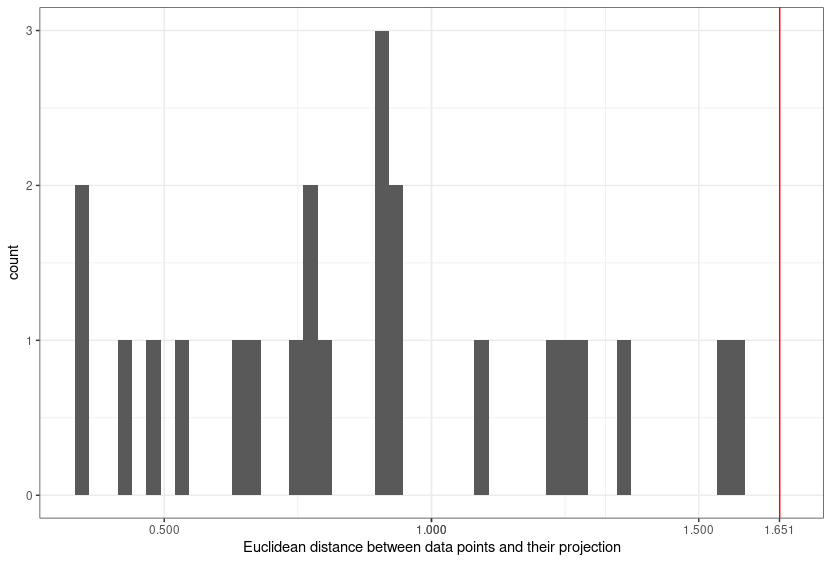 3
2
1
0
count
0.500 1.000 1.500 1.651
Euclidean distance between data points and their projection